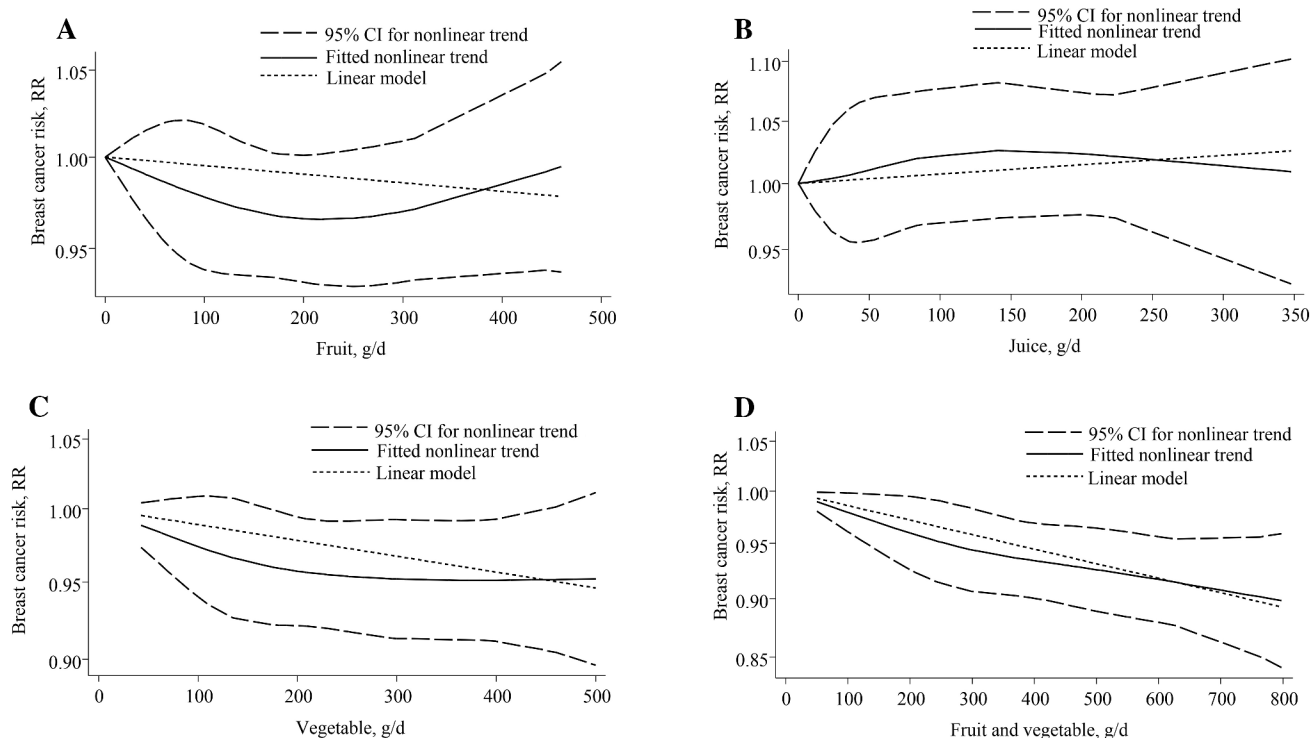 A
95% CI for nonlinear trend
Fitted nonlinear trend
Linear model
Breast cancer risk, RR
1.05
1.00
0.95
0 100 200 300 400 500
Fruit, g/d
B
95% CI for nonlinear trend
Fitted nonlinear trend
Linear model
Breast cancer risk, RR
1.10
1.05
1.00
0.95
0 50 100 150 200 250 300 350
Juice, g/d
C
95% CI for nonlinear trend
Fitted nonlinear trend
Linear model
Breast cancer risk, RR
1.05
1.00
0.95
0.90
0 100 200 300 400 500
Vegetable, g/d
D
95% CI for nonlinear trend
Fitted nonlinear trend
Linear model
Breast cancer risk, RR
1.05
1.00
0.95
0.90
0.85
0 100 200 300 400 500 600 700 800
Fruit and vegetable, g/d